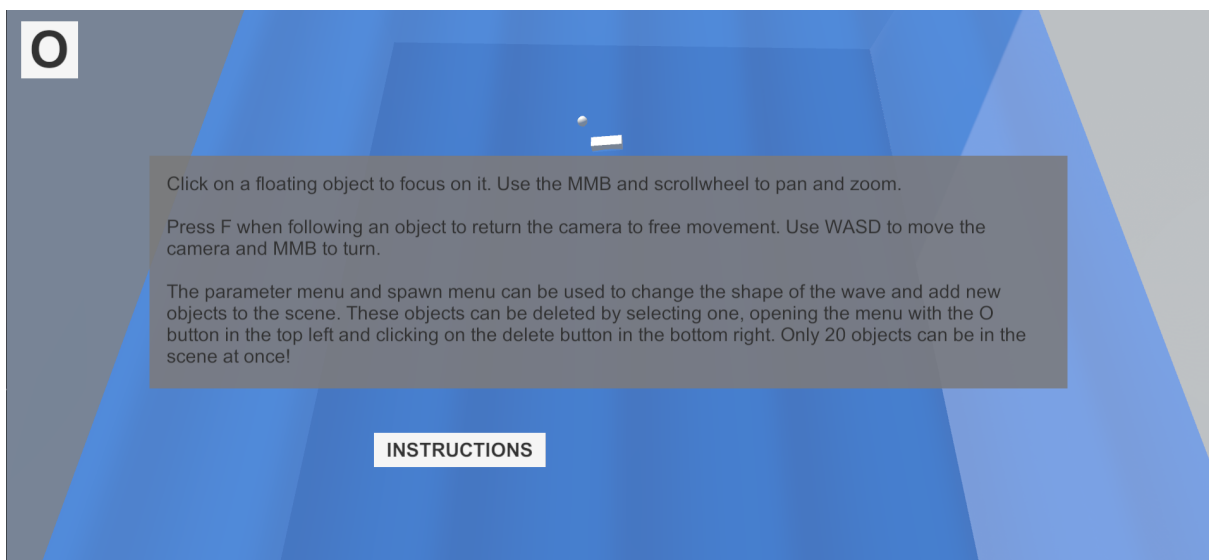 O
Click on a floating object to focus on it. Use the MMB and scrollwheel to pan and zoom.
Press F when following an object to return the camera to free movement. Use WASD to move the
camera and MMB to turn.
The parameter menu and spawn menu can be used to change the shape of the wave and add new
objects to the scene. These objects can be deleted by selecting one, opening the menu with the O
button in the top left and clicking on the delete button in the bottom right. Only 20 objects can be in the
scene at once!
INSTRUCTIONS